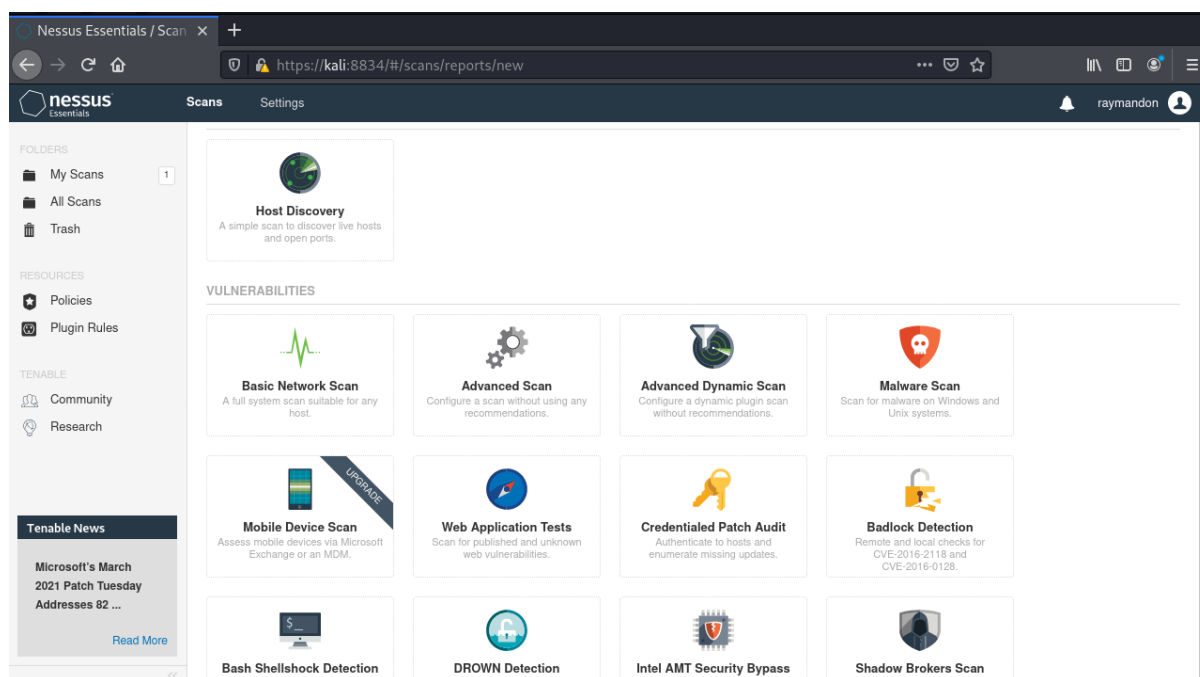 Nessus Essentials / Scan
https://kali:8834/#/scans/reports/new
nessus
Essentials
Scans
Settings
raymandon
FOLDERS
My Scans
1
All Scans
Trash
RESOURCES
Policies
Plugin Rules
TENABLE
Community
Research
Tenable News
Microsoft's March
2021 Patch Tuesday
Addresses 82 ...
Read More
Host Discovery
A simple scan to discover live hosts
and open ports.
VULNERABILITIES
Basic Network Scan
A full system scan suitable for any
host.
Advanced Scan
Configure a scan without using any
recommendations.
Advanced Dynamic Scan
Configure a dynamic plugin scan
without recommendations.
Malware Scan
Scan for malware on Windows and
Unix systems.
UPGRADE
Mobile Device Scan
Assess mobile devices via Microsoft
Exchange or an MDM.
Web Application Tests
Scan for published and unknown
web vulnerabilities.
Credentialed Patch Audit
Authenticate to hosts and
enumerate missing updates.
Badlock Detection
Remote and local checks for
CVE-2016-2118 and
CVE-2016-0128.
$_
Bash Shellshock Detection
DROWN Detection
Intel AMT Security Bypass
Shadow Brokers Scan